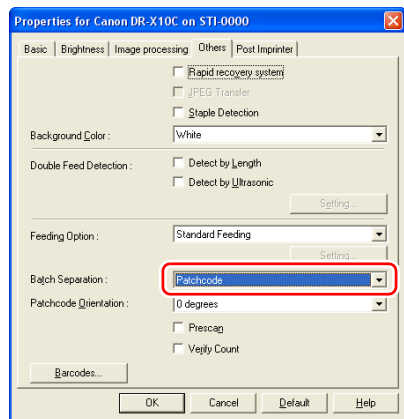 Properties for Canon DR-X10C on STI-0000
Basic Brightness Image processing Others Post Imprinter
Rapid recovery system
JPEG Transfer
Staple Detection
Background Color : White
Double Feed Detection : Detect by Length
Detect by Ultrasonic
Setting...
Feeding Option : Standard Feeding
Setting...
Batch Separation : Patchcode
Patchcode Orientation : 0 degrees
Prescan
Verify Count
Barcodes...
OK Cancel Default Help